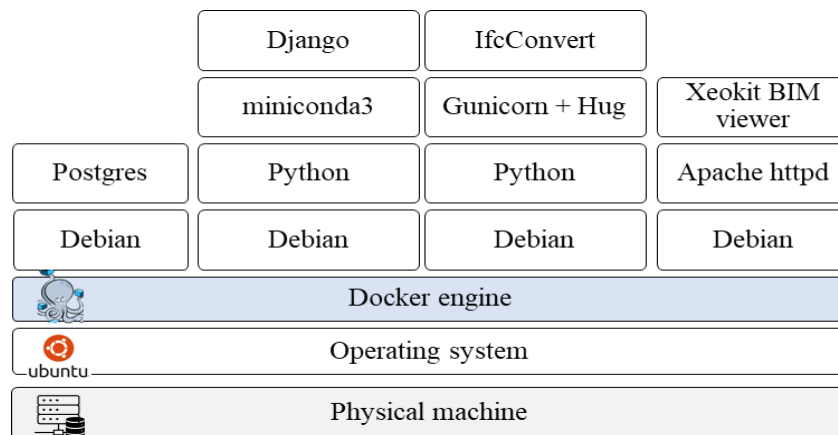 Django
IfcConvert
miniconda3
Gunicorn + Hug
Xeokit BIM
viewer
Postgres
Python
Python
Apache httpd
Debian
Debian
Debian
Debian
Docker engine
Operating system
ubuntu
Physical machine